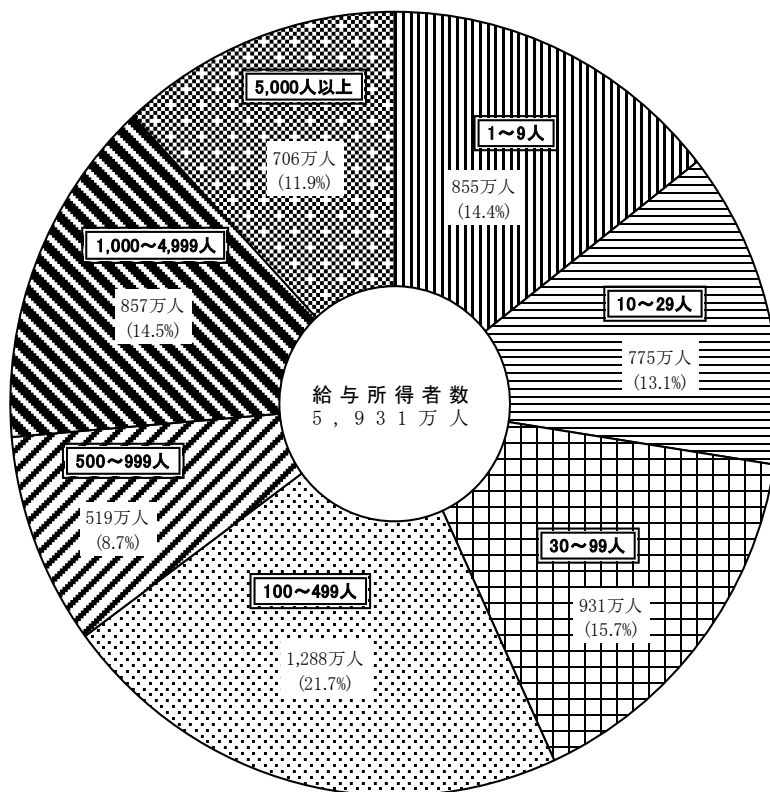 5,000人以上
706万人
(11.9%)
1～9人
855万人
(14.4%)
1,000～4,999人
857万人
(14.5%)
10～29人
775万人
(13.1%)
給与所得者数
5,931万人
500～999人
519万人
(8.7%)
30～99人
931万人
(15.7%)
100～499人
1,288万人
(21.7%)